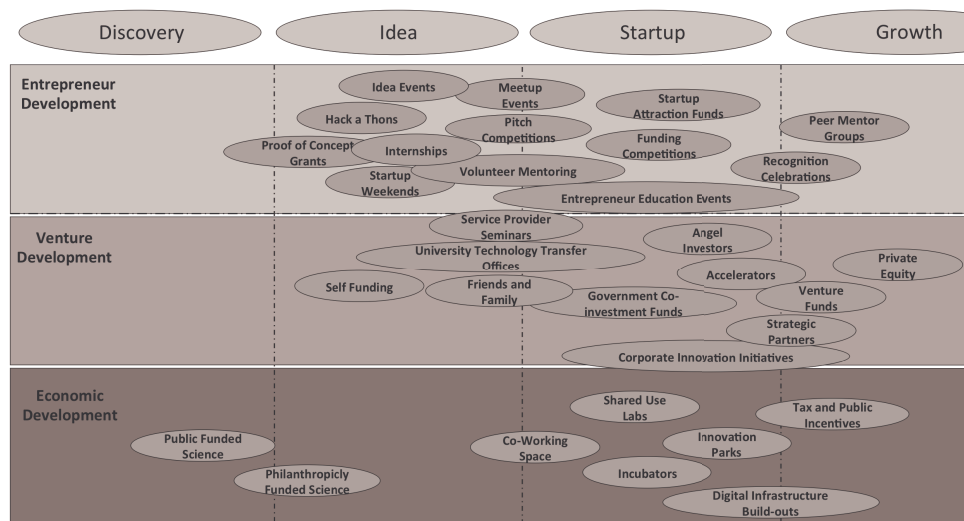 Discovery
Idea
Startup
Growth
Entrepreneur
Development
Idea Events
Meetup
Events
Startup
Attraction Funds
Hack a Thons
Pitch
Competitions
Peer Mentor
Groups
Proof of Concept
Grants
Internships
Funding
Competitions
Startup
Weekends
Volunteer Mentoring
Recognition
Celebrations
Entrepreneur Education Events
Venture
Development
Service Provider
Seminars
Angel
Investors
University Technology Transfer
Offices
Private
Equity
Self Funding
Friends and
Family
Accelerators
Government Co-
investment Funds
Venture
Funds
Strategic
Partners
Corporate Innovation Initiatives
Economic
Development
Shared Use
Labs
Tax and Public
Incentives
Public Funded
Science
Co-Working
Space
Innovation
Parks
Philanthropicly
Funded Science
Incubators
Digital Infrastructure
Build-outs